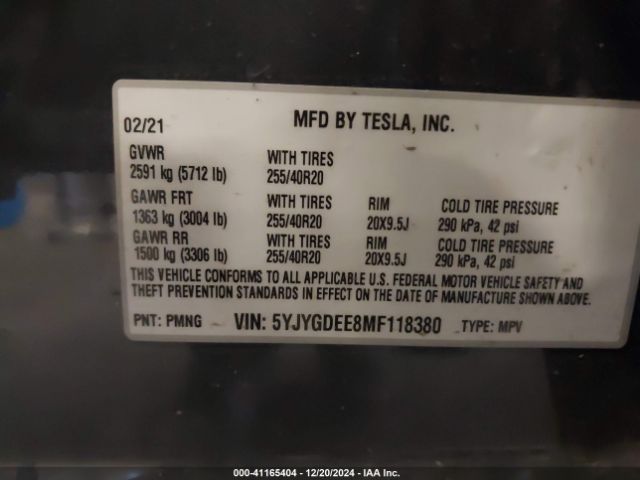 02/21 MFD BY TESLA, INC.
GVWR WITH TIRES
2591 kg (5712 lb) 255/40R20
GAWR FRT WITH TIRES RIM COLD TIRE PRESSURE
1363 kg (3004 lb) 255/40R20 20X9.5J 290 kPa, 42 psi
GAWR RR WITH TIRES RIM COLD TIRE PRESSURE
1500 kg (3306 lb) 255/40R20 20X9.5J 290 kPa, 42 psi
THIS VEHICLE CONFORMS TO ALL APPLICABLE U.S. FEDERAL MOTOR VEHICLE SAFETY AND
THEFT PREVENTION STANDARDS IN EFFECT ON THE DATE OF MANUFACTURE SHOWN ABOVE.
PNT: PMNG VIN: 5YJYGDEE8MF118380 TYPE: MPV
000-41165404 - 12/20/2024 - IAA Inc.